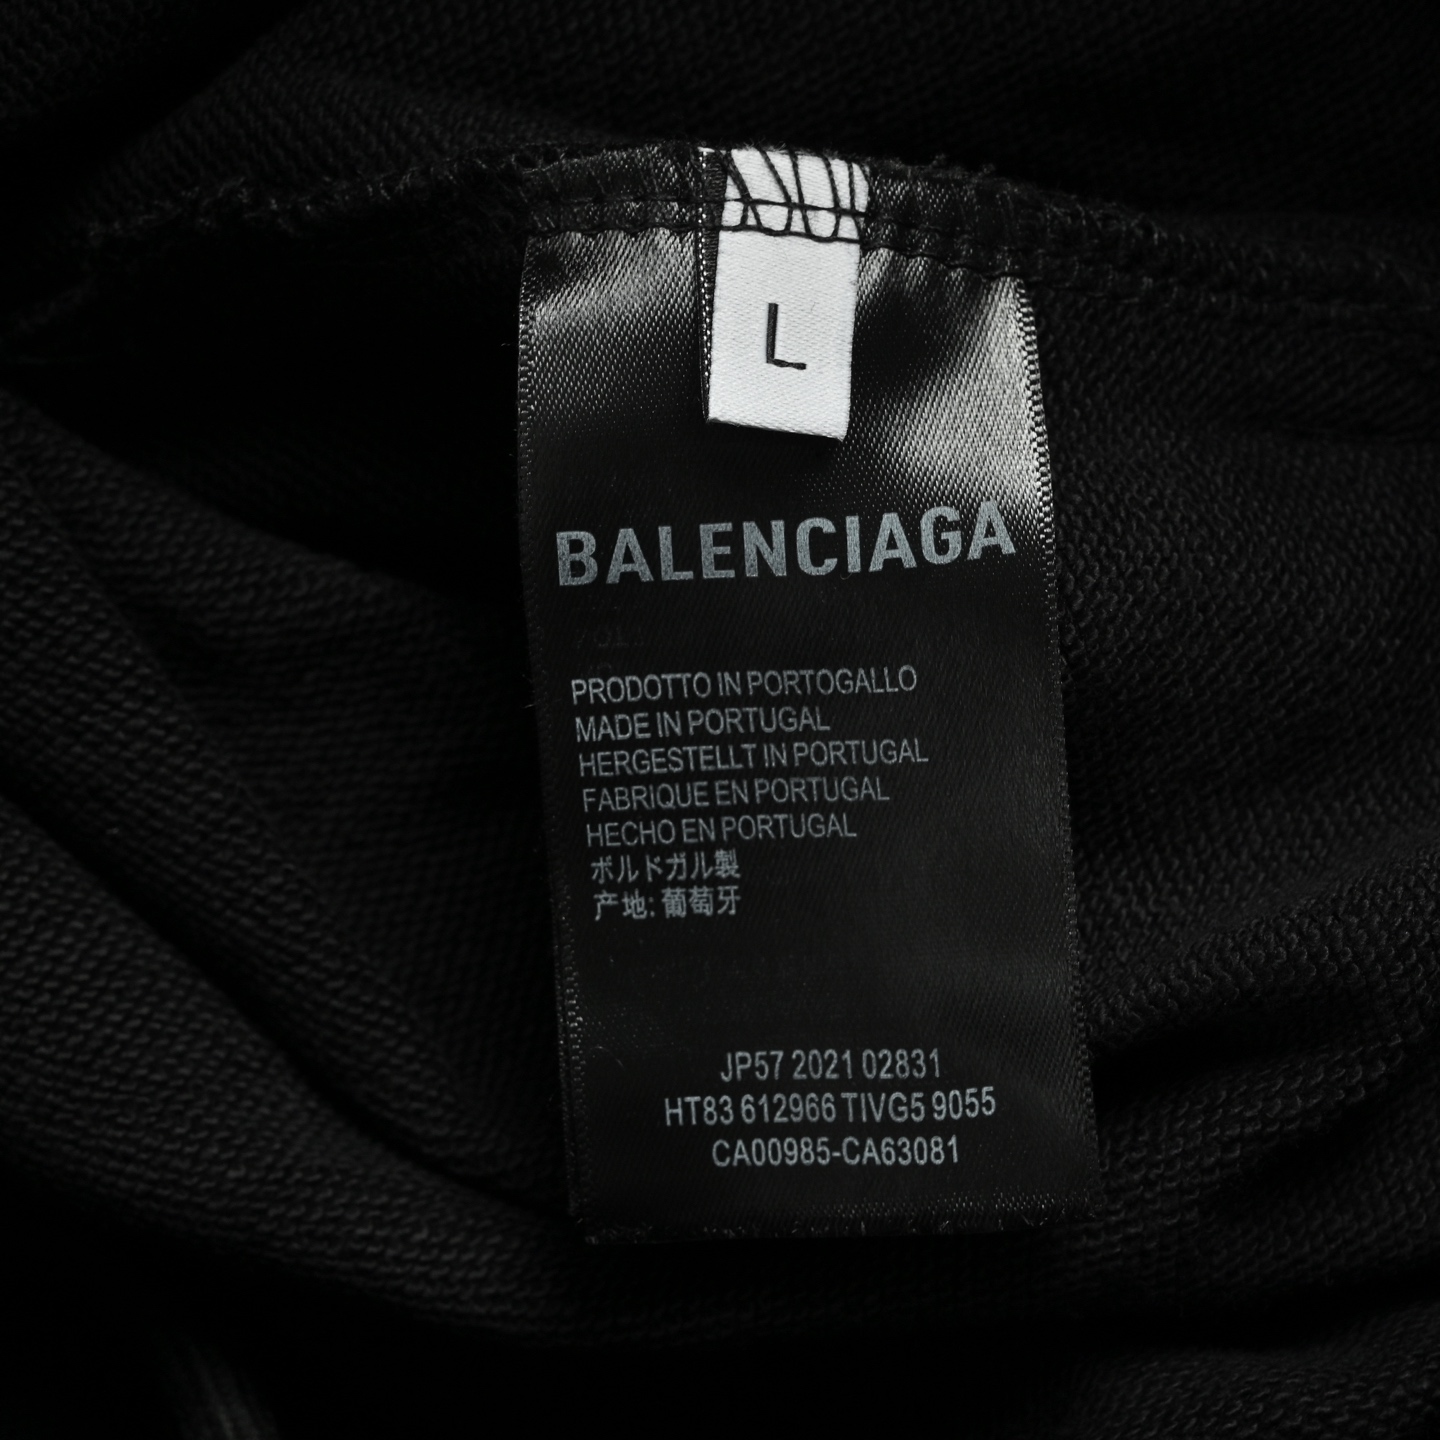 L
BALENCIAGA
PRODOTTO IN PORTOGALLO
MADE IN PORTUGAL
HERGESTELLT IN PORTUGAL
FABRIQUE EN PORTUGAL
HECHO EN PORTUGAL
ボルドガル製
产地: 葡萄牙
JP57 2021 02831
HT83 612966 TIVG5 9055
CA00985-CA63081